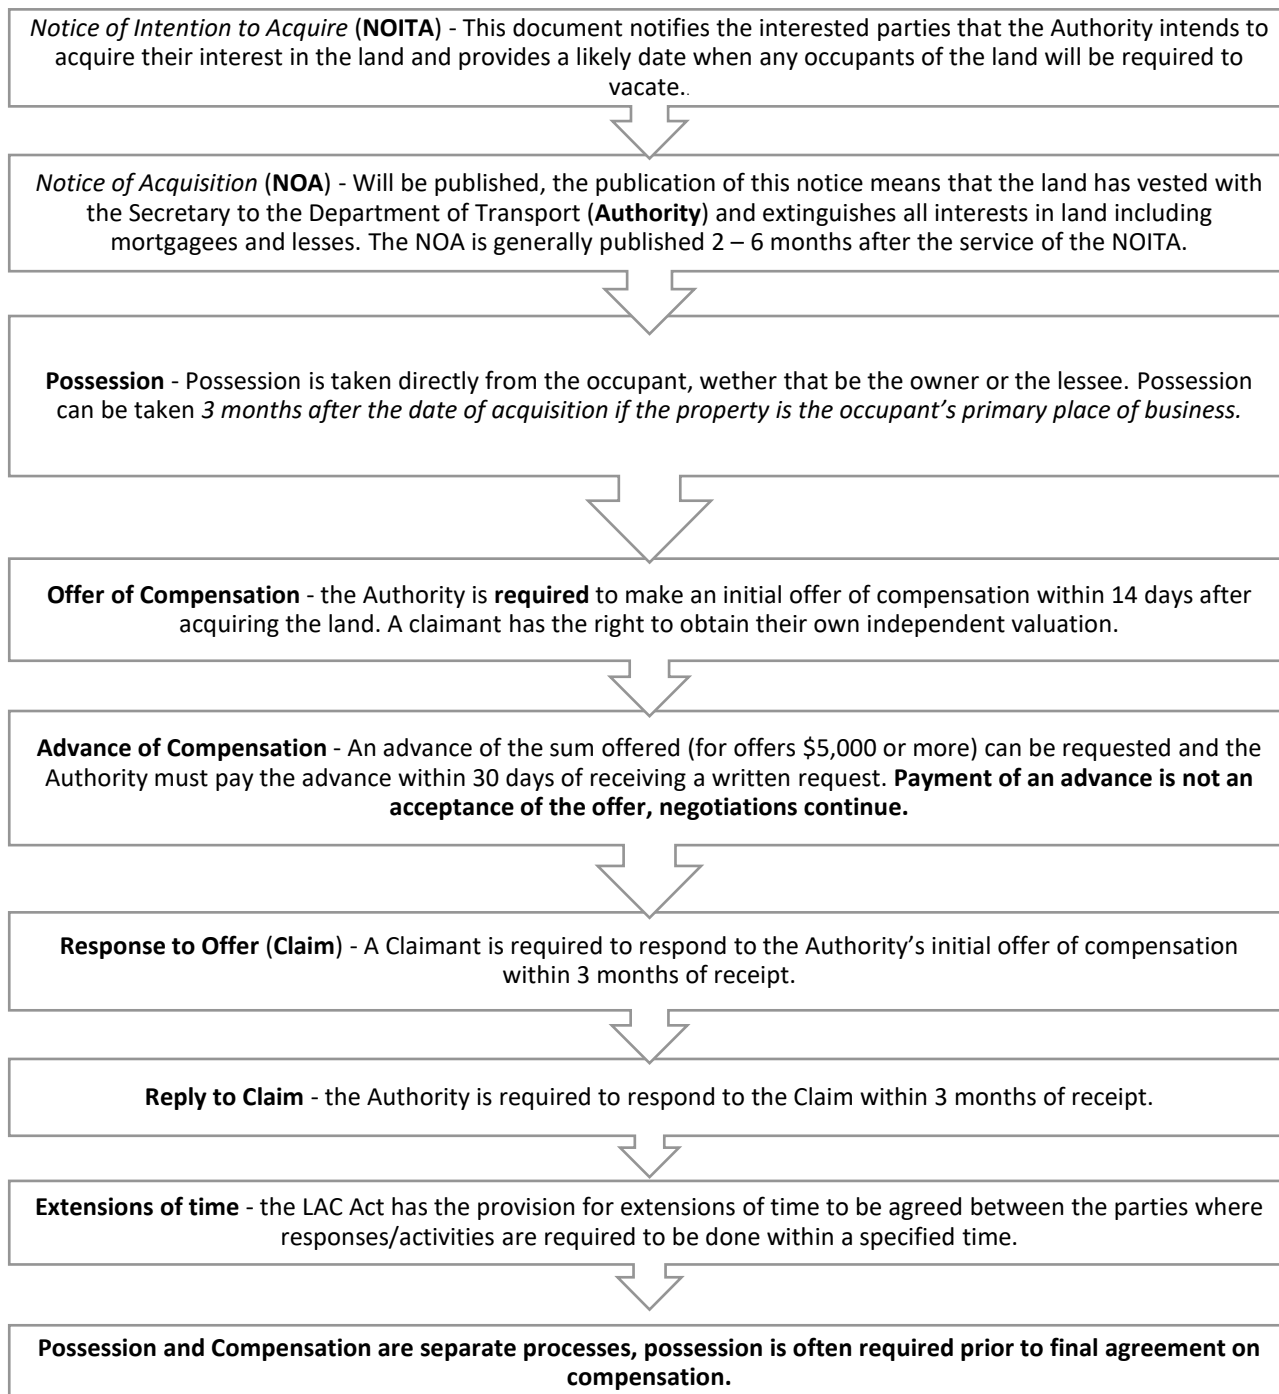 Notice of Intention to Acquire (NOITA) - This document notifies the interested parties that the Authority intends to
acquire their interest in the land and provides a likely date when any occupants of the land will be required to
vacate..
Notice of Acquisition (NOA) - Will be published, the publication of this notice means that the land has vested with
the Secretary to the Department of Transport (Authority) and extinguishes all interests in land including
mortgagees and lesses. The NOA is generally published 2 – 6 months after the service of the NOITA.
Possession - Possession is taken directly from the occupant, wether that be the owner or the lessee. Possession
can be taken 3 months after the date of acquisition if the property is the occupant’s primary place of business.
Offer of Compensation - the Authority is required to make an initial offer of compensation within 14 days after
acquiring the land. A claimant has the right to obtain their own independent valuation.
Advance of Compensation - An advance of the sum offered (for offers $5,000 or more) can be requested and the
Authority must pay the advance within 30 days of receiving a written request. Payment of an advance is not an
acceptance of the offer, negotiations continue.
Response to Offer (Claim) - A Claimant is required to respond to the Authority’s initial offer of compensation
within 3 months of receipt.
Reply to Claim - the Authority is required to respond to the Claim within 3 months of receipt.
Extensions of time - the LAC Act has the provision for extensions of time to be agreed between the parties where
responses/activities are required to be done within a specified time.
Possession and Compensation are separate processes, possession is often required prior to final agreement on
compensation.